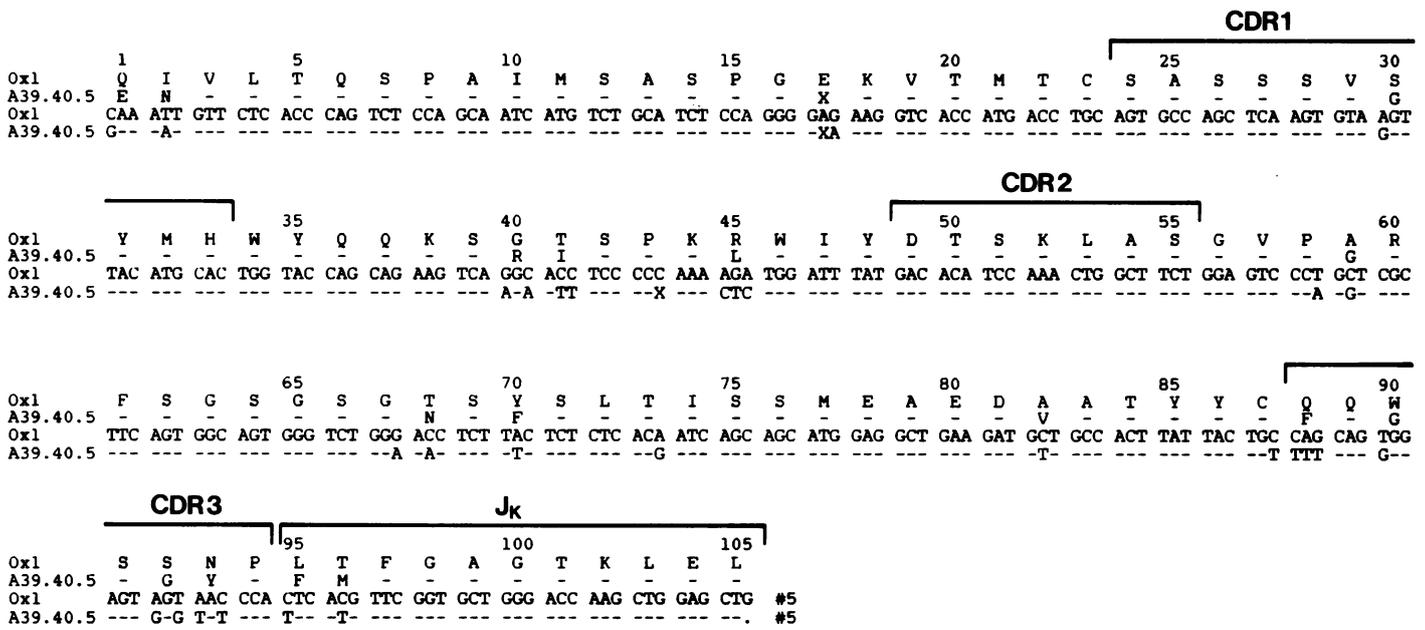 CDR1
1 5 10 15 20 25 30
Ox1 Q I V L T Q S P A I M S A S P G E K V T M T C S A S S S V S
A39.40.5 E N - - - - - - - - - - - - - - X - - - - - - - - - - - - G
Ox1 CAA ATT GTT CTC ACC CAG TCT CCA GCA ATC ATG TCT GCA TCT CCA GGG GAG AAG GTC ACC ATG ACC TGC AGT GCC AGC TCA AGT GTA AGT
A39.40.5 G-- -A- --- --- --- --- --- --- --- --- --- --- --- --- --- --- -XA --- --- --- --- --- --- --- --- --- --- --- --- G--
CDR2
35 40 45 50 55 60
Ox1 Y M H W Y Q Q K S G T S P K R W I Y D T S K L A S G V P A R
A39.40.5 - - - - - - - - - R I - - - L - - - - - - - - - - - - - G -
Ox1 TAC ATG CAC TGG TAC CAG CAG AAG TCA GGC ACC TCC CCC AAA AGA TGG ATT TAT GAC ACA TCC AAA CTG GCT TCT GGA GTC CCT GCT CGC
A39.40.5 --- --- --- --- --- --- --- --- --- A-A -TT --- --X --- CTC --- --- --- --- --- --- --- --- --- --- --- --- --A -G- ---
65 70 75 80 85 90
Ox1 F S G S G S G T S Y S L T I S S M E A E D A A T Y Y C Q Q W
A39.40.5 - - - - - - - N - F - - - - - - - - - - - V - - - - - F - G
Ox1 TTC AGT GGC AGT GGG TCT GGG ACC TCT TAC TCT CTC ACA ATC AGC AGC ATG GAG GCT GAA GAT GCT GCC ACT TAT TAC TGC CAG CAG TGG
A39.40.5 --- --- --- --- --- --- --A -A- --- -T- --- --- --G --- --- --- --- --- --- --- --- -T- --- --- --- --- --T TTT --- G--
CDR3 JK
95 100 105
Ox1 S S N P L T F G A G T K L E L
A39.40.5 - G Y - F M - - - - - - - - -
Ox1 AGT AGT AAC CCA CTC ACG TTC GGT GCT GGG ACC AAG CTG GAG CTG #5
A39.40.5 --- G-G T-T --- T-- -T- --- --- --- --- --- --- --- --- --. #5